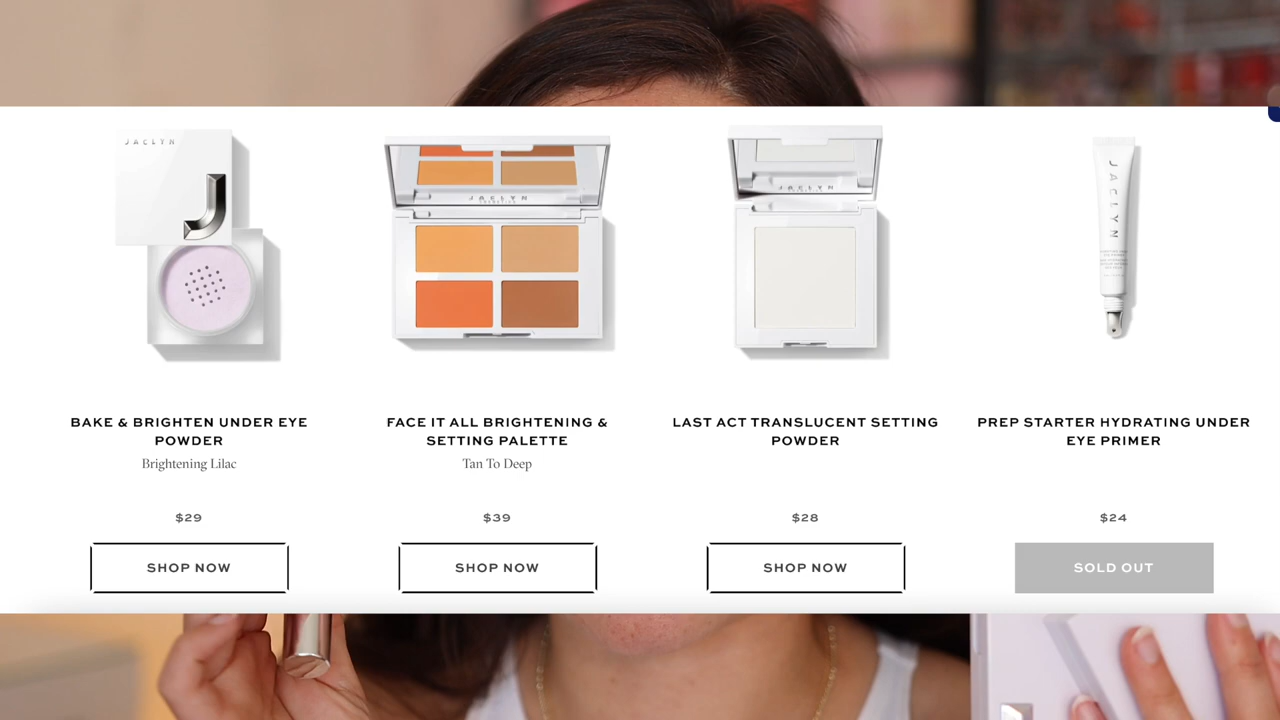 JACLYN
J
JACLYN
JACLYN
JACLYN
BAKE & BRIGHTEN UNDER EYE
POWDER
Brightening Lilac
$29
SHOP NOW
FACE IT ALL BRIGHTENING &
SETTING PALETTE
Tan To Deep
$39
SHOP NOW
LAST ACT TRANSLUCENT SETTING
POWDER
$28
SHOP NOW
PREP STARTER HYDRATING UNDER
EYE PRIMER
$24
SOLD OUT